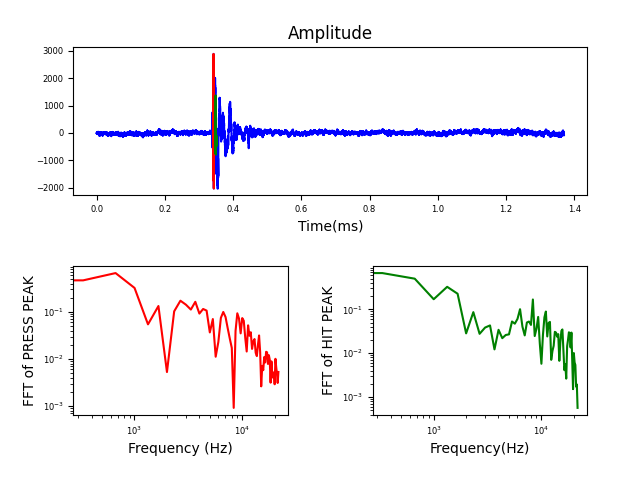 Amplitude
3000
2000
1000
0
−1000
−2000
0.0 0.2 0.4 0.6 0.8 1.0 1.2 1.4
Time(ms)
FFT of PRESS PEAK
10⁻¹
10⁻²
10⁻³
10³ 10⁴
Frequency (Hz)
FFT of HIT PEAK
10⁻¹
10⁻²
10⁻³
10³ 10⁴
Frequency(Hz)